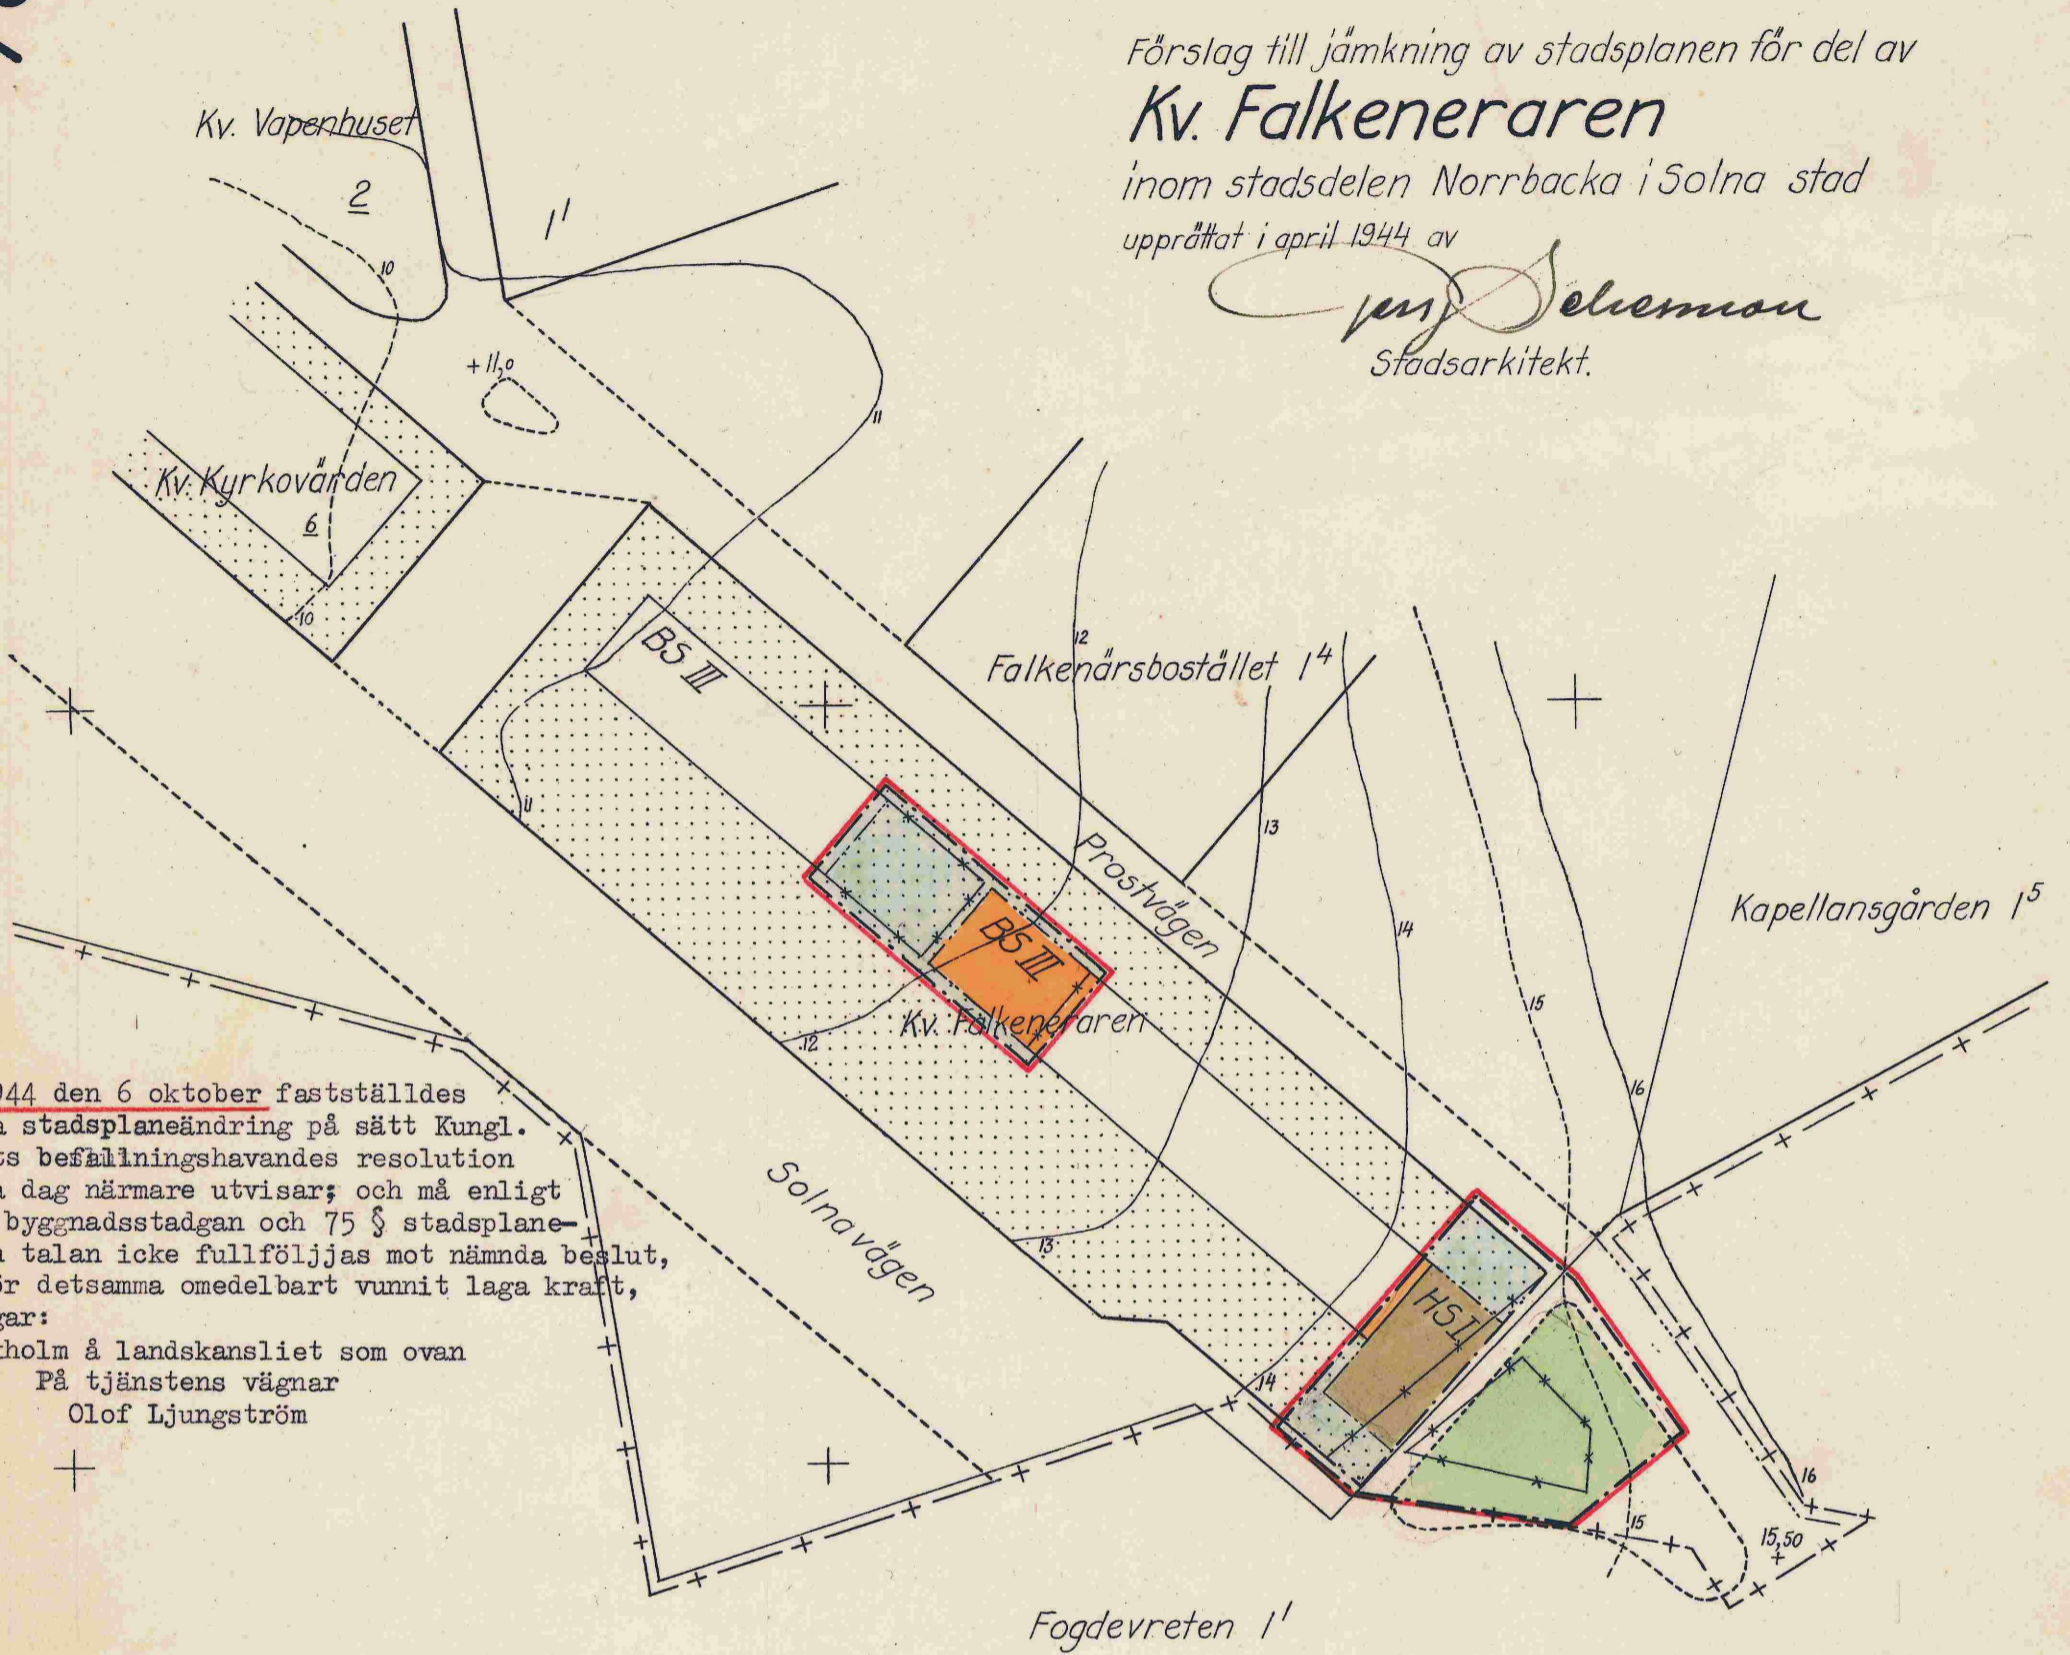 Förslag till jämkning av stadsplanen för del av
Kv. Falkeneraren
inom stadsdelen Norrbacka i Solna stad
upprättat i april 1944 av
Stadsarkitekt.
Kv. Vapenhuset
2
1¹
10
+11,0
11
Kv. Kyrkovärden
6
10
BS III
12
Falkenärsbostället 1⁴
11
13
Prostvägen
14
Kapellansgården 1⁵
BS III
15
Kv. Falkeneraren
12
16
944 den 6 oktober fastställdes
stadsplaneändring på sätt Kungl.
ts befallningshavandes resolution
dag närmare utvisar; och må enligt
byggnadsstadgan och 75 § stadsplane-
talan icke fullföljjas mot nämnda beslut,
ör detsamma omedelbart vunnit laga kraft,
gar:
kholm å landskansliet som ovan
På tjänstens vägnar
Olof Ljungström
Solnavägen
13
HS I
14
16
15
15,50
Fogdevreten 1¹